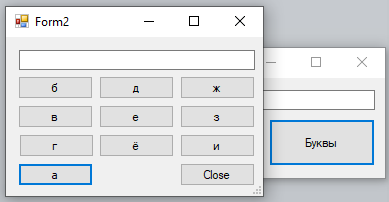 Form2
б д ж
в е з
Буквы
г ё и
а Close